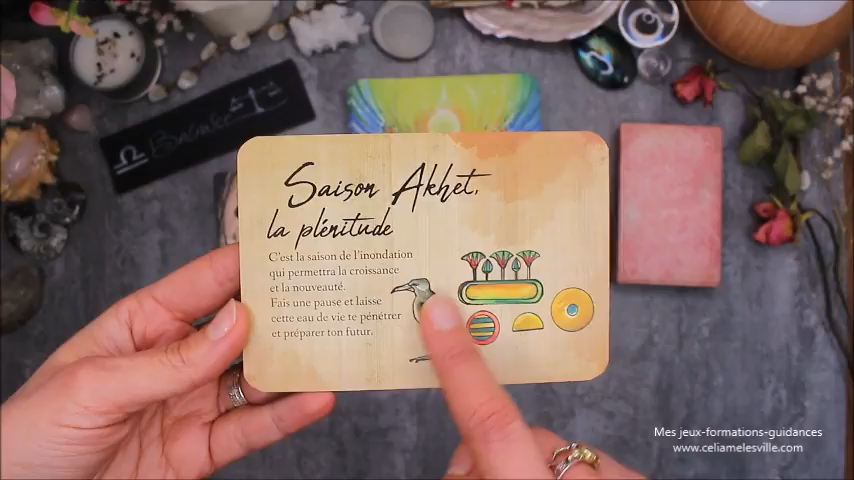 Balance
Saison Akhet,
la plénitude
C'est la saison de l'inondation
qui permettra la croissance
et la nouveauté.
Fais une pause et laisse
cette eau de vie te pénétrer
et préparer ton futur.
Mes jeux-formations-guidances
www.celiamelesville.com